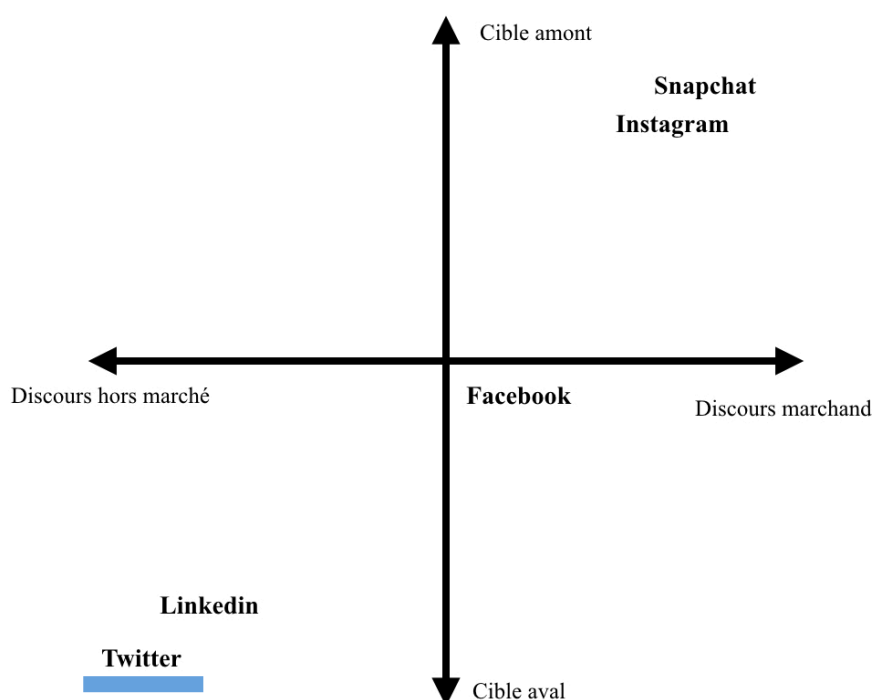 Cible amont
Snapchat
Instagram
Discours hors marché
Facebook
Discours marchand
Linkedin
Twitter
Cible aval